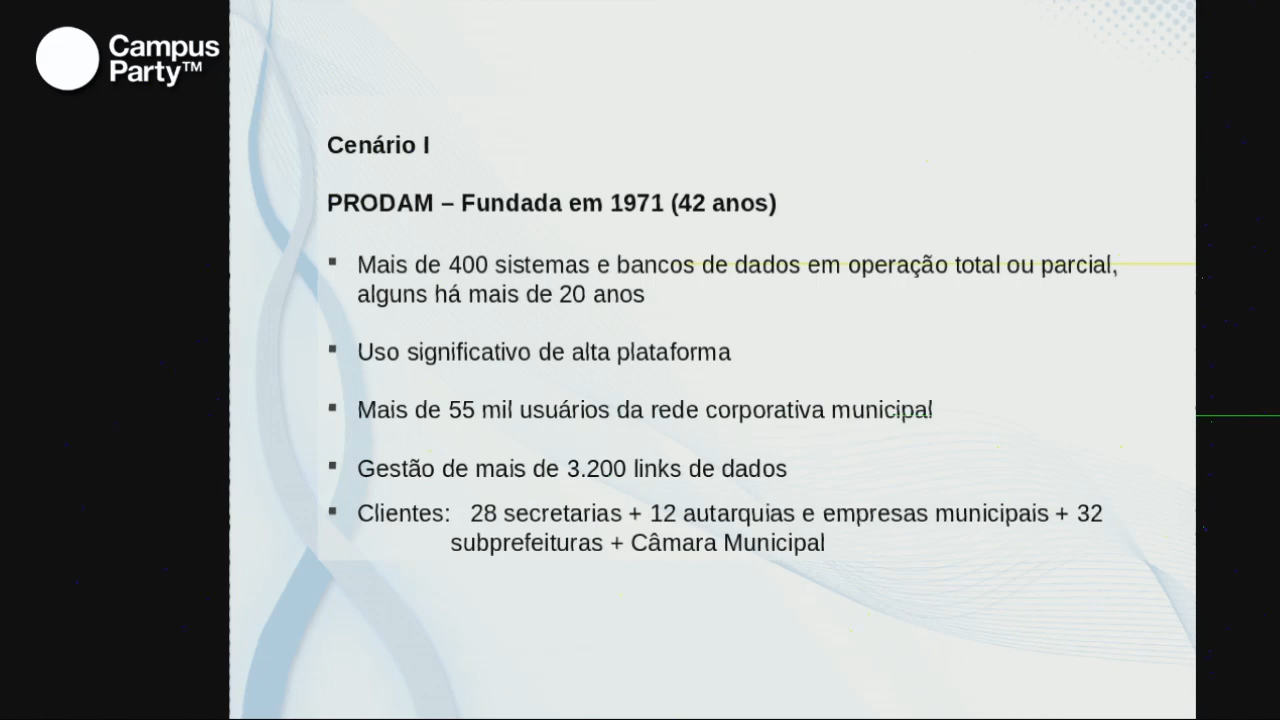 Campus
Party™
Cenário I
PRODAM – Fundada em 1971 (42 anos)
▪ Mais de 400 sistemas e bancos de dados em operação total ou parcial,
alguns há mais de 20 anos
▪ Uso significativo de alta plataforma
▪ Mais de 55 mil usuários da rede corporativa municipal
▪ Gestão de mais de 3.200 links de dados
▪ Clientes: 28 secretarias + 12 autarquias e empresas municipais + 32
subprefeituras + Câmara Municipal